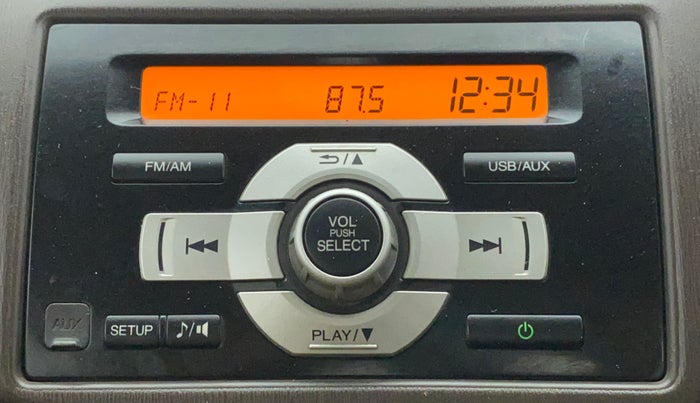 FM-11 87.5 12:34
FM/AM
USB/AUX
VOL
PUSH
SELECT
AUX
SETUP
PLAY/▼